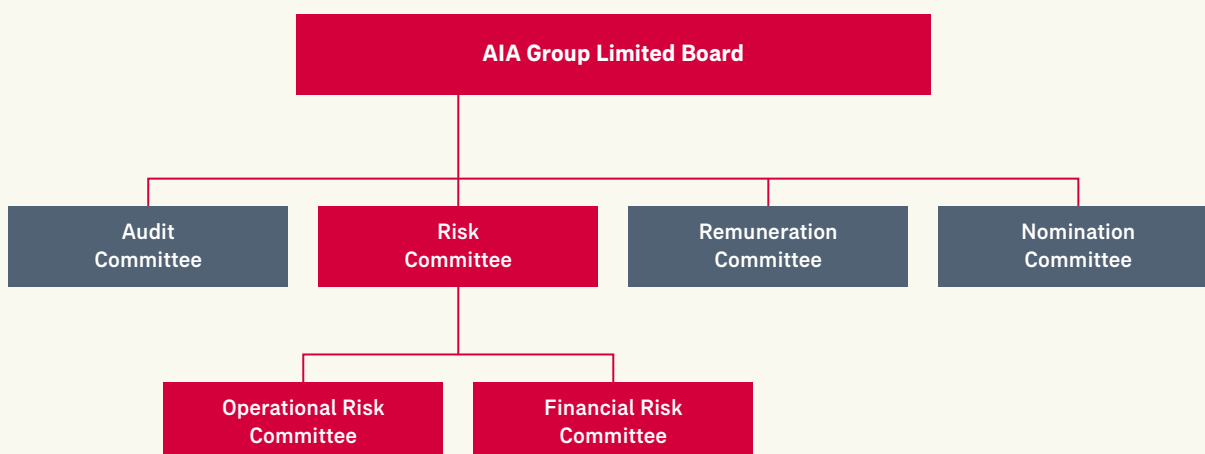 AIA Group Limited Board
Audit
Committee
Risk
Committee
Remuneration
Committee
Nomination
Committee
Operational Risk
Committee
Financial Risk
Committee